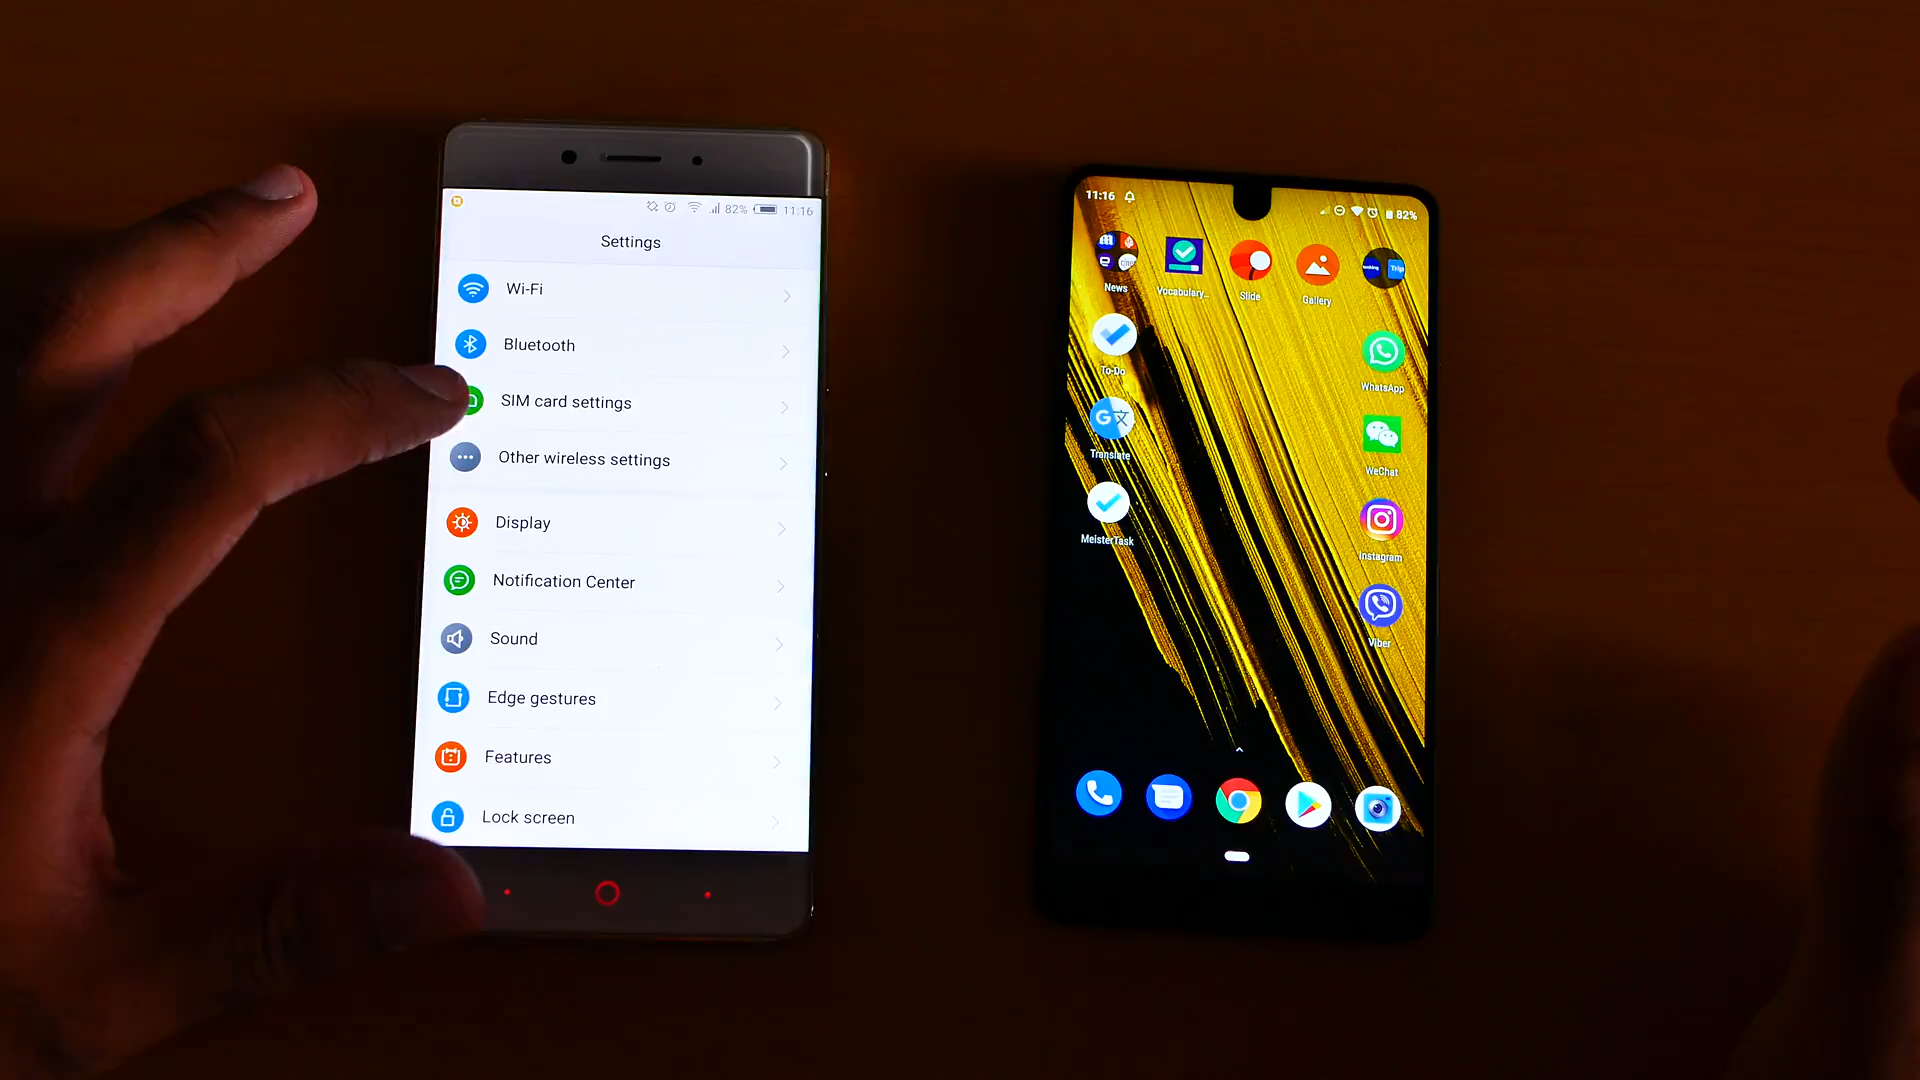 82% 11:16
Settings
Wi-Fi
Bluetooth
SIM card settings
Other wireless settings
Display
Notification Center
Sound
Edge gestures
Features
Lock screen
11:16 82%
News
Vocabulary...
Slide
Gallery
To-Do
WhatsApp
Translate
WeChat
MeisterTask
Instagram
Viber